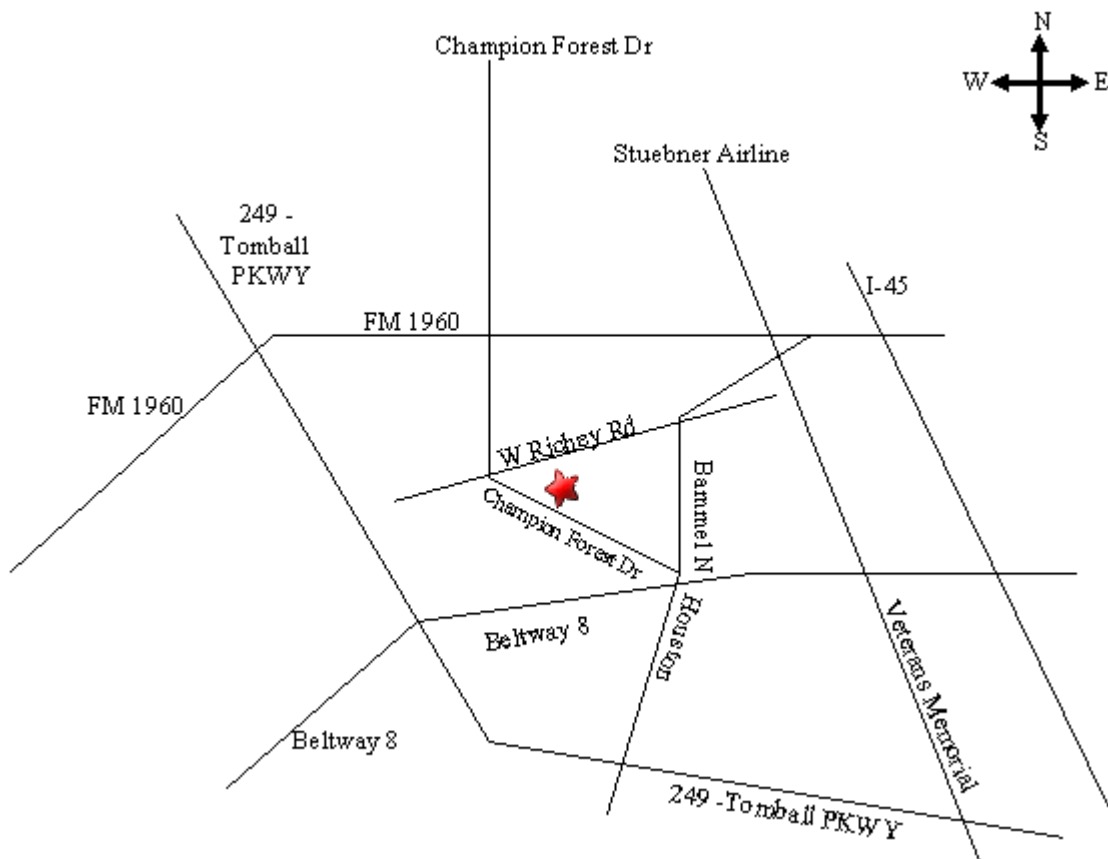 N
Champion Forest Dr
W
E
S
Stuebner Airline
249 -
Tomball
PKWY
I-45
FM 1960
FM 1960
W Richey Rd
Champion Forest Dr
Bammel N
Houston
Beltway 8
Veterans Memorial
Beltway 8
249 -Tomball PKWY